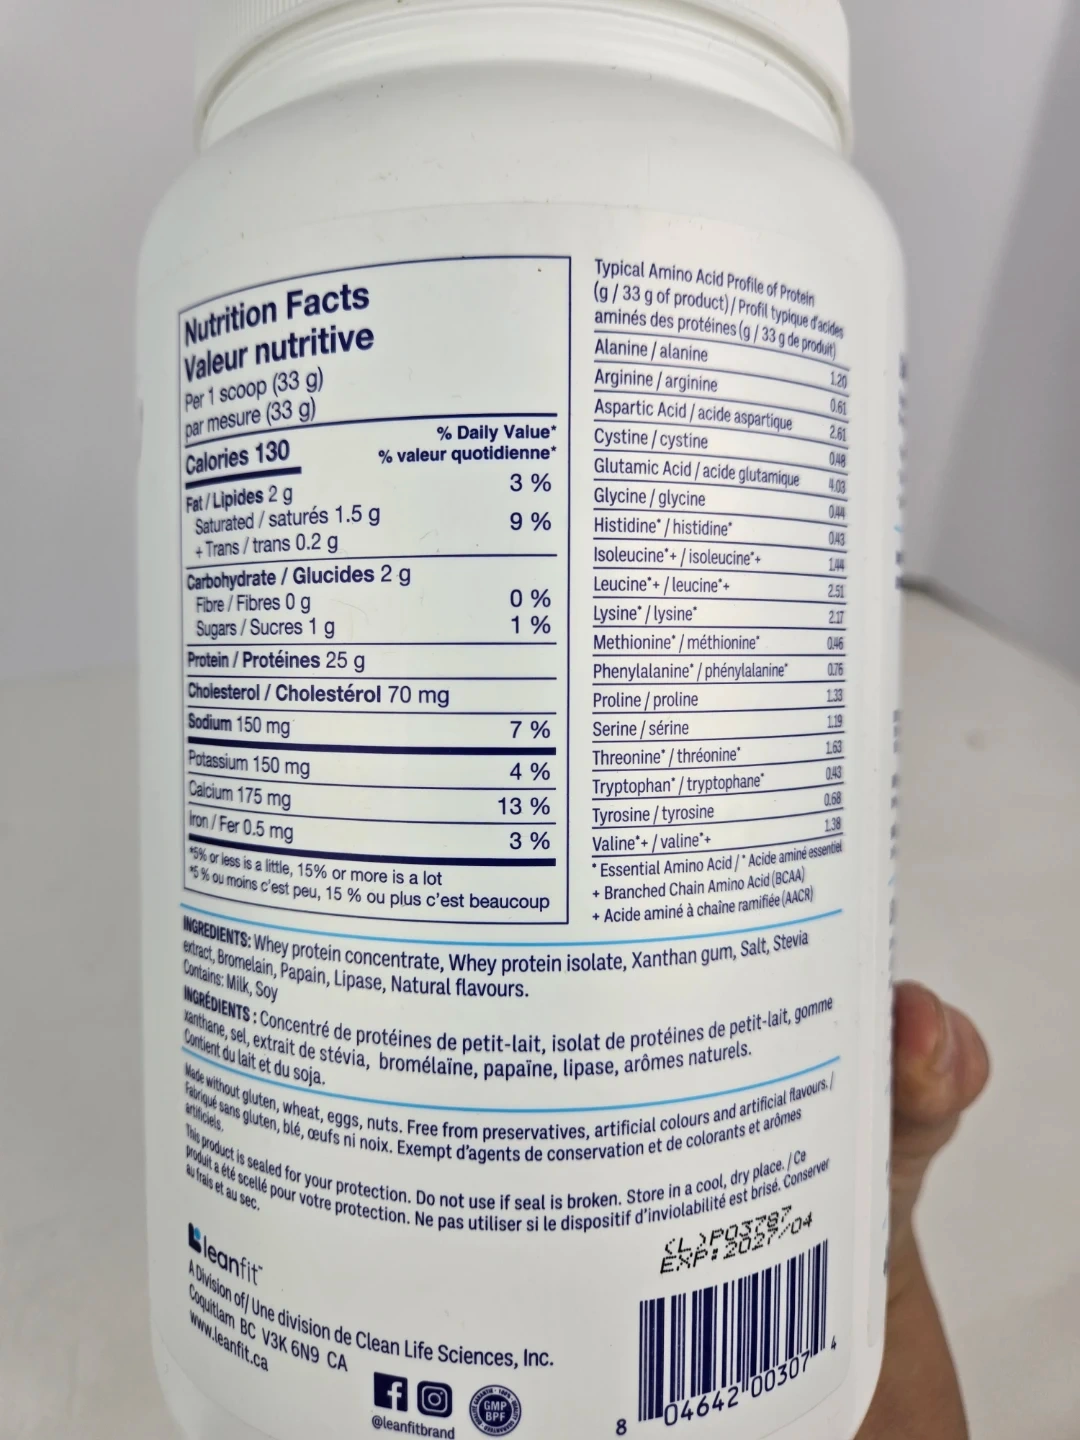 Nutrition Facts
Valeur nutritive
Per 1 scoop (33 g)
par mesure (33 g)
Calories 130
% Daily Value*
% valeur quotidienne*
Fat / Lipides 2 g 3 %
Saturated / saturés 1.5 g
+ Trans / trans 0.2 g 9 %
Carbohydrate / Glucides 2 g
Fibre / Fibres 0 g 0 %
Sugars / Sucres 1 g 1 %
Protein / Protéines 25 g
Cholesterol / Cholestérol 70 mg
Sodium 150 mg 7 %
Potassium 150 mg 4 %
Calcium 175 mg 13 %
Iron / Fer 0.5 mg 3 %
*5% or less is a little, 15% or more is a lot
*5 % ou moins c'est peu, 15 % ou plus c'est beaucoup
Typical Amino Acid Profile of Protein
(g / 33 g of product) / Profil typique d'acides
aminés des protéines (g / 33 g de produit)
Alanine / alanine 1.20
Arginine / arginine 0.61
Aspartic Acid / acide aspartique 2.61
Cystine / cystine 0.48
Glutamic Acid / acide glutamique 4.03
Glycine / glycine 0.44
Histidine* / histidine* 0.43
Isoleucine*+ / isoleucine*+ 1.44
Leucine*+ / leucine*+ 2.51
Lysine* / lysine* 2.17
Methionine* / méthionine* 0.46
Phenylalanine* / phénylalanine* 0.76
Proline / proline 1.33
Serine / sérine 1.19
Threonine* / thréonine* 1.63
Tryptophan* / tryptophane* 0.43
Tyrosine / tyrosine 0.68
Valine*+ / valine*+ 1.38
* Essential Amino Acid / * Acide aminé essentiel
+ Branched Chain Amino Acid (BCAA)
+ Acide aminé à chaîne ramifiée (AACR)
INGREDIENTS: Whey protein concentrate, Whey protein isolate, Xanthan gum, Salt, Stevia
extract, Bromelain, Papain, Lipase, Natural flavours.
Contains: Milk, Soy
INGRÉDIENTS : Concentré de protéines de petit-lait, isolat de protéines de petit-lait, gomme
xanthane, sel, extrait de stévia, bromélaïne, papaïne, lipase, arômes naturels.
Contient du lait et du soja.
Made without gluten, wheat, eggs, nuts. Free from preservatives, artificial colours and artificial flavours. /
Fabriqué sans gluten, blé, œufs ni noix. Exempt d'agents de conservation et de colorants et arômes
artificiels.
This product is sealed for your protection. Do not use if seal is broken. Store in a cool, dry place. / Ce
produit a été scellé pour votre protection. Ne pas utiliser si le dispositif d'inviolabilité est brisé. Conserver
au frais et au sec.
(L)P03787
EXP:2027/04
leanfit™
A Division of / Une division de Clean Life Sciences, Inc.
Coquitlam BC V3K 6N9 CA
www.leanfit.ca
@leanfitbrand
GMP
BPF
8 04642 00307 4